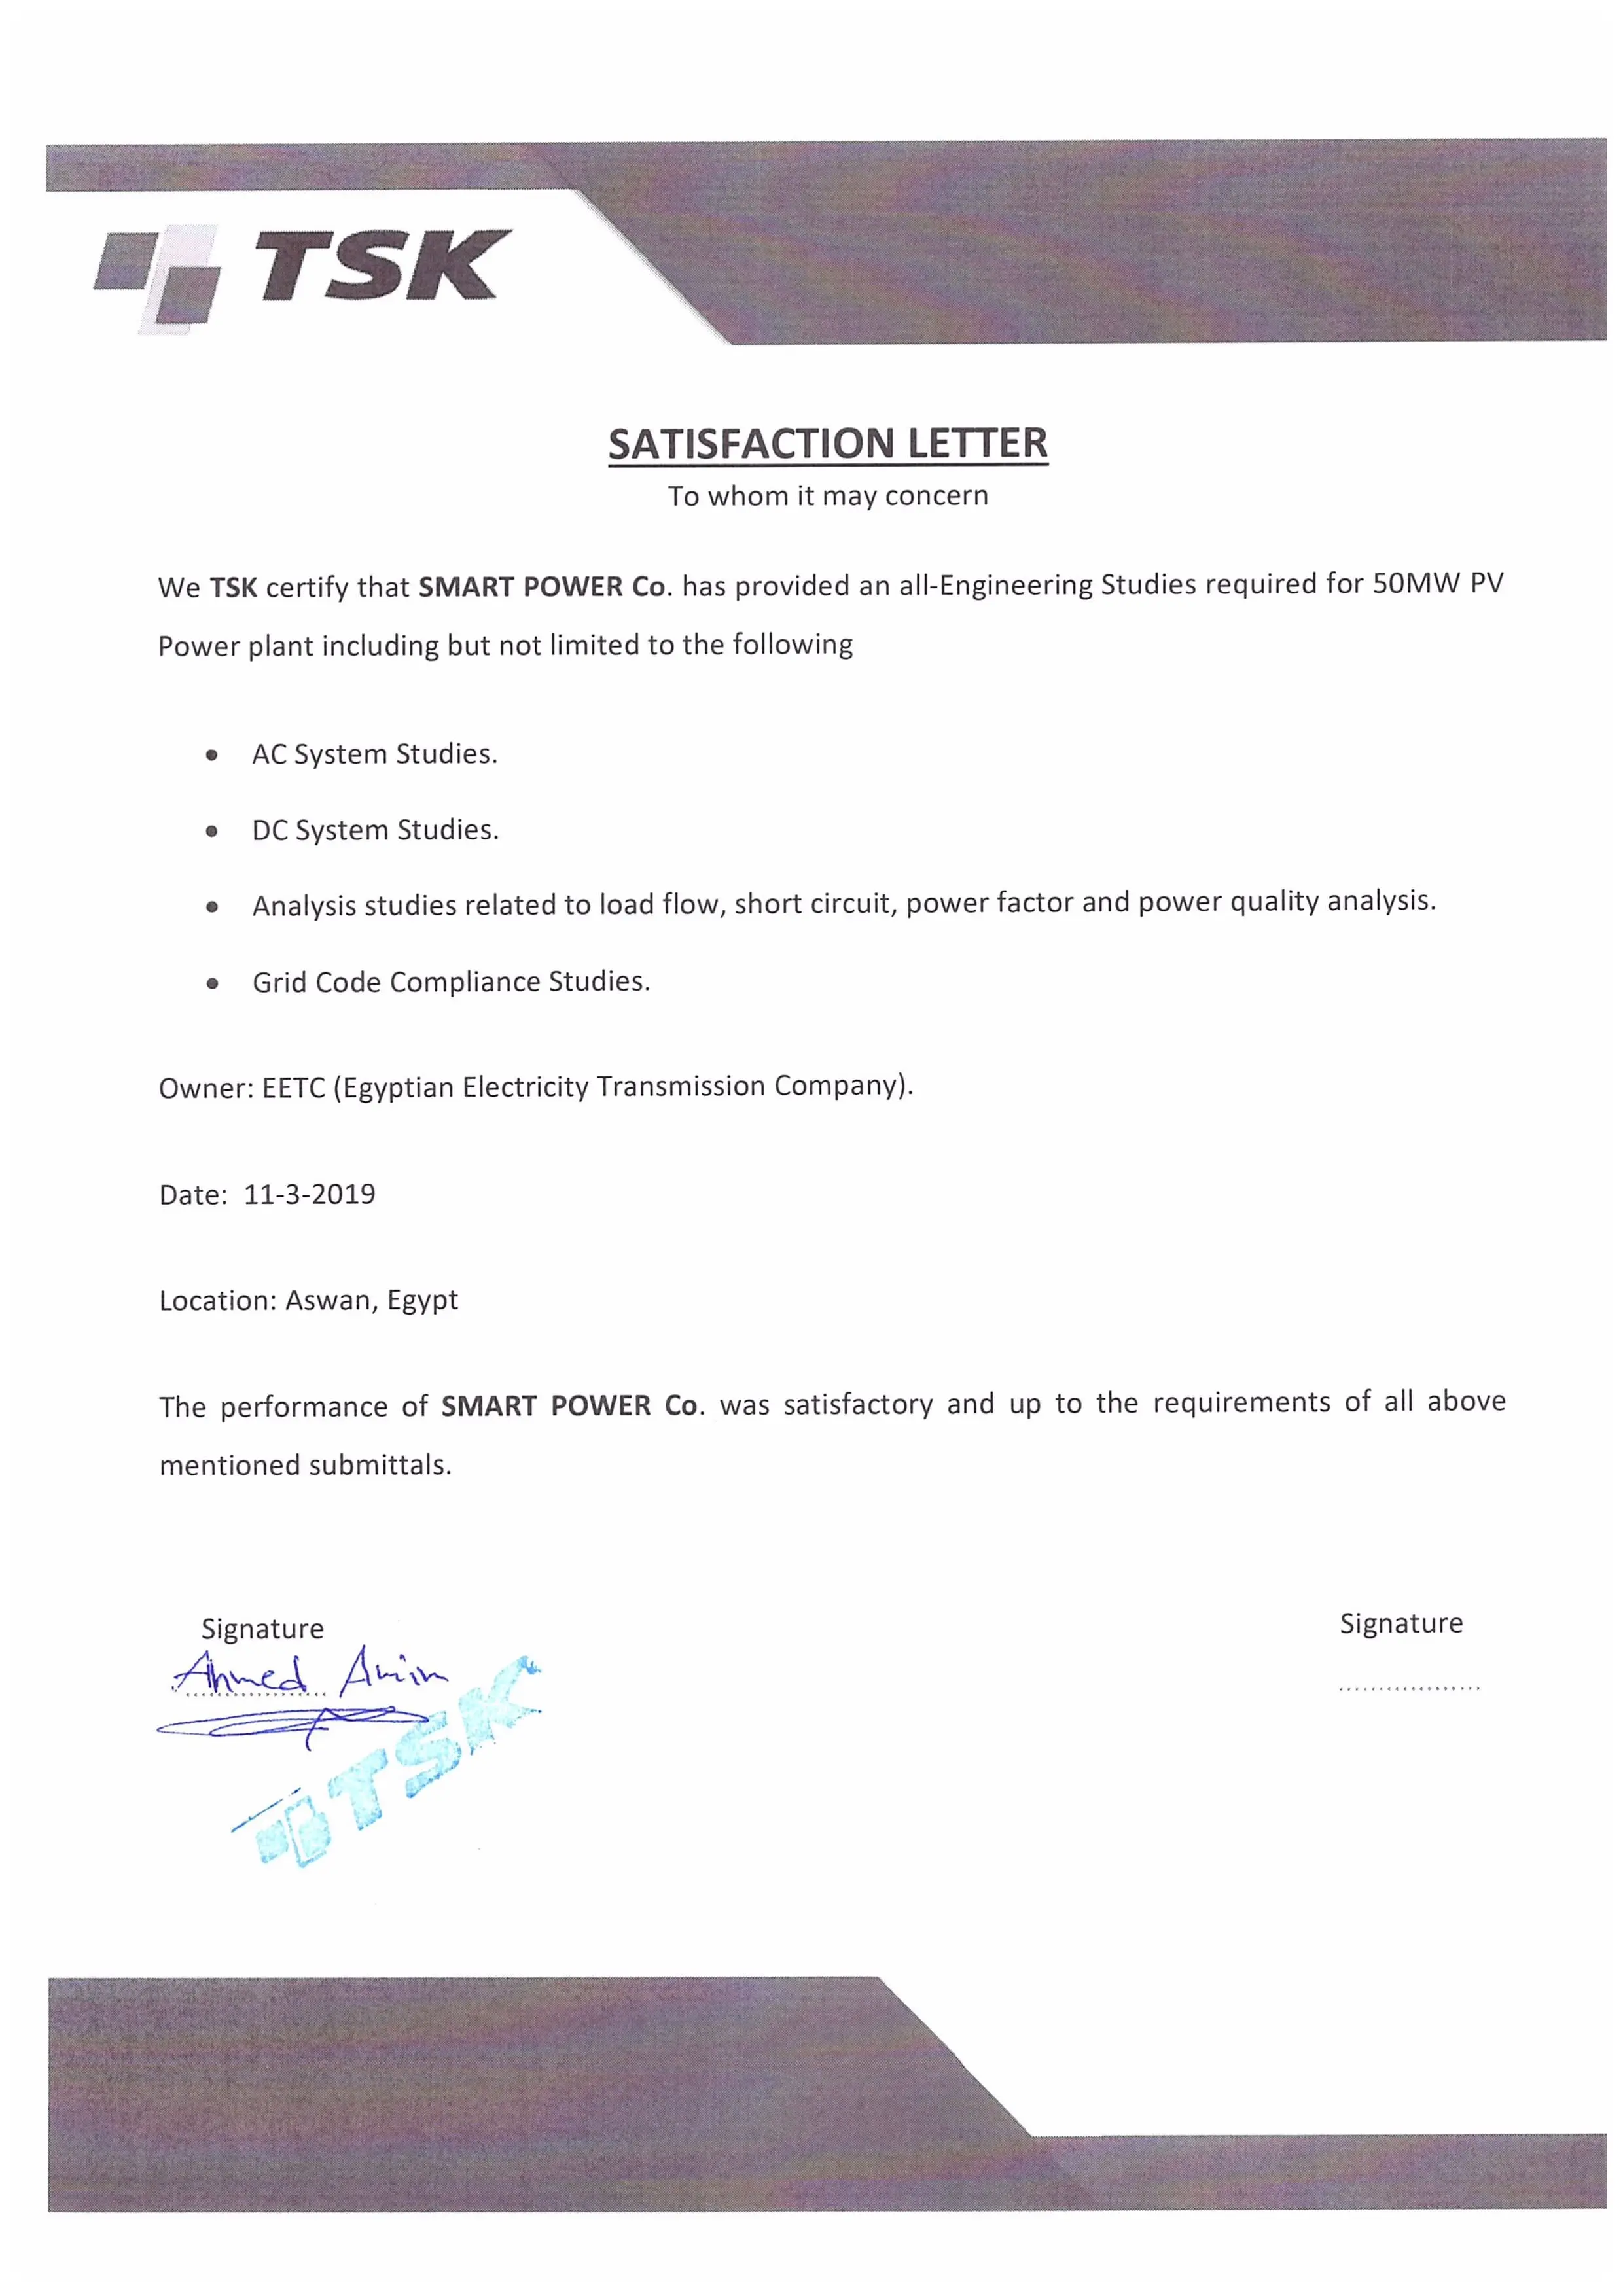 TSK
SATISFACTION LETTER
To whom it may concern
We TSK certify that SMART POWER Co. has provided an all-Engineering Studies required for 50MW PV
Power plant including but not limited to the following
• AC System Studies.
• DC System Studies.
• Analysis studies related to load flow, short circuit, power factor and power quality analysis.
• Grid Code Compliance Studies.
Owner: EETC (Egyptian Electricity Transmission Company).
Date: 11-3-2019
Location: Aswan, Egypt
The performance of SMART POWER Co. was satisfactory and up to the requirements of all above
mentioned submittals.
Signature
Signature
Ahmed Amin
..................
TSK